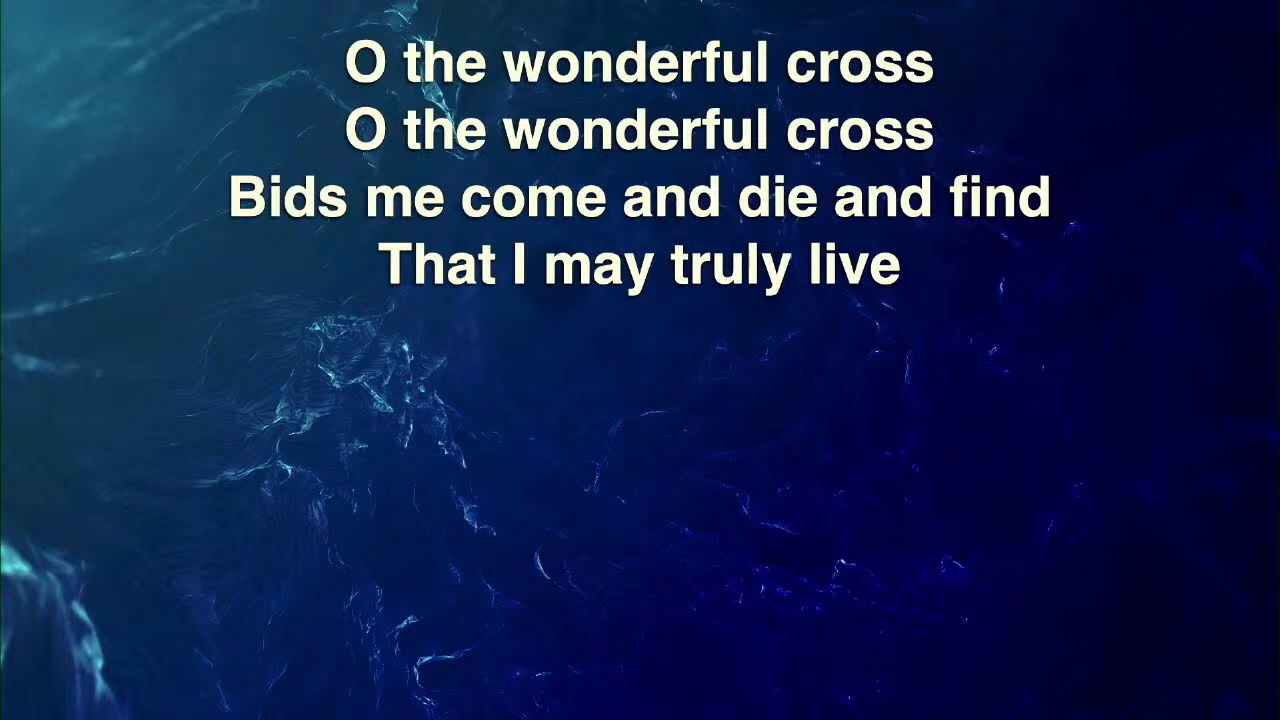 O the wonderful cross
O the wonderful cross
Bids me come and die and find
That I may truly live